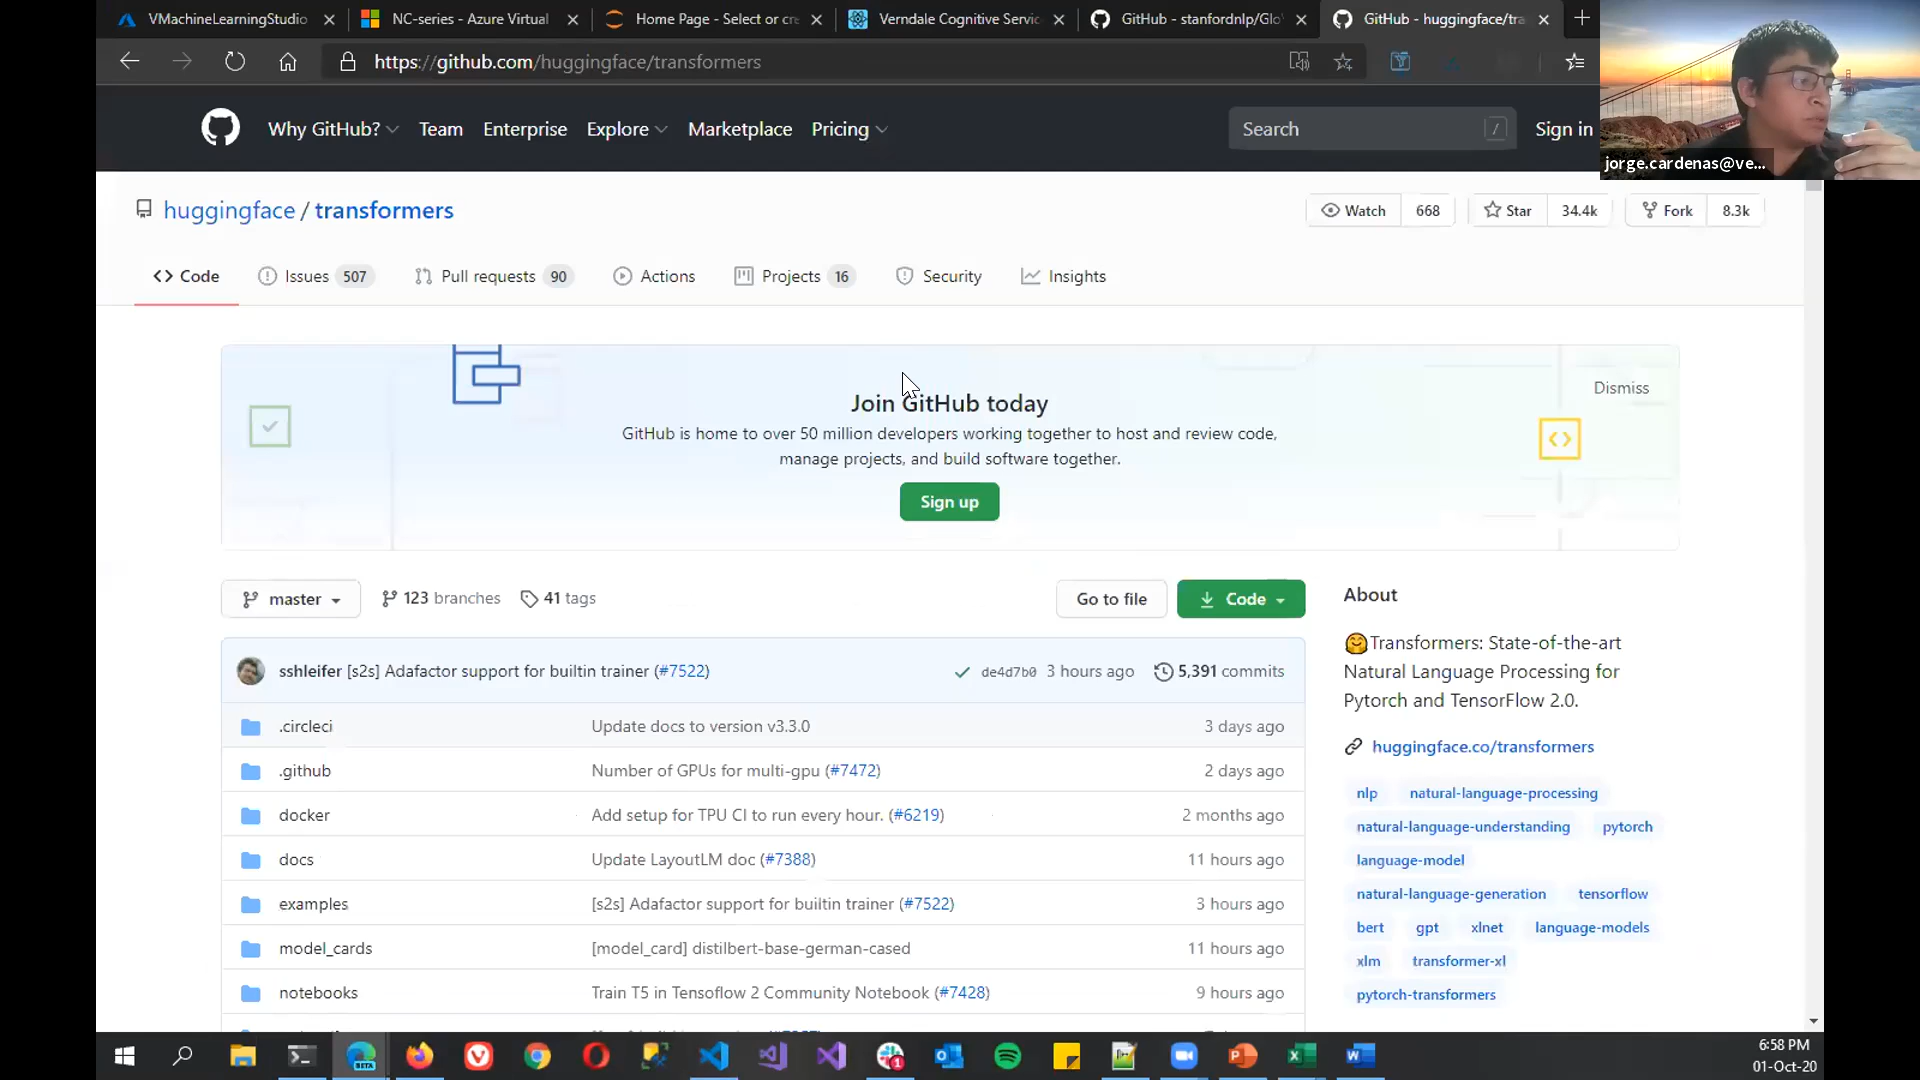 VMachineLearningStudio
NC-series - Azure Virtual
Home Page - Select or cre
Verndale Cognitive Servic
GitHub - stanfordnlp/Glo
GitHub - huggingface/tra
https://github.com/huggingface/transformers
Why GitHub?
Team
Enterprise
Explore
Marketplace
Pricing
Search
/
Sign in
jorge.cardenas@ve...
huggingface / transformers
Watch 668
Star 34.4k
Fork 8.3k
Code
Issues 507
Pull requests 90
Actions
Projects 16
Security
Insights
Join GitHub today
Dismiss
GitHub is home to over 50 million developers working together to host and review code,
manage projects, and build software together.
Sign up
master
123 branches
41 tags
Go to file
Code
sshleifer [s2s] Adafactor support for builtin trainer (#7522)
de4d7b0 3 hours ago
5,391 commits
.circleci Update docs to version v3.3.0 3 days ago
.github Number of GPUs for multi-gpu (#7472) 2 days ago
docker Add setup for TPU CI to run every hour. (#6219) 2 months ago
docs Update LayoutLM doc (#7388) 11 hours ago
examples [s2s] Adafactor support for builtin trainer (#7522) 3 hours ago
model_cards [model_card] distilbert-base-german-cased 11 hours ago
notebooks Train T5 in Tensoflow 2 Community Notebook (#7428) 9 hours ago
About
Transformers: State-of-the-art
Natural Language Processing for
Pytorch and TensorFlow 2.0.
huggingface.co/transformers
nlp natural-language-processing
natural-language-understanding pytorch
language-model
natural-language-generation tensorflow
bert gpt xlnet language-models
xlm transformer-xl
pytorch-transformers
BETA
1
6:58 PM
01-Oct-20